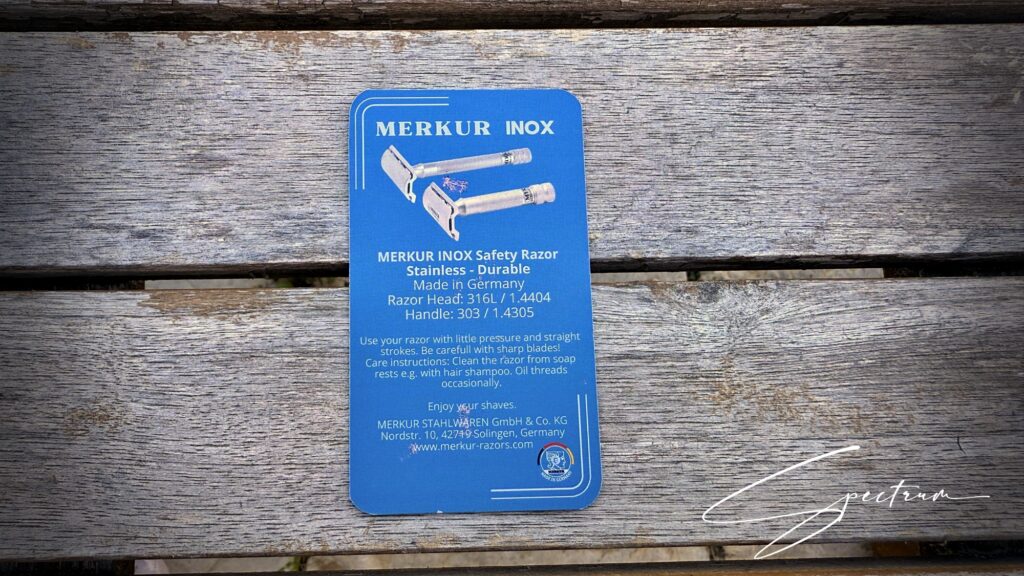 MERKUR INOX
MERKUR INOX Safety Razor
Stainless - Durable
Made in Germany
Razor Head: 316L / 1.4404
Handle: 303 / 1.4305
Use your razor with little pressure and straight
strokes. Be carefull with sharp blades!
Care instructions: Clean the razor from soap
rests e.g. with hair shampoo. Oil threads
occasionally.
Enjoy your shaves.
MERKUR STAHLWAREN GmbH & Co. KG
Nordstr. 10, 42719 Solingen, Germany
www.merkur-razors.com
MADE IN GERMANY
Spectrum